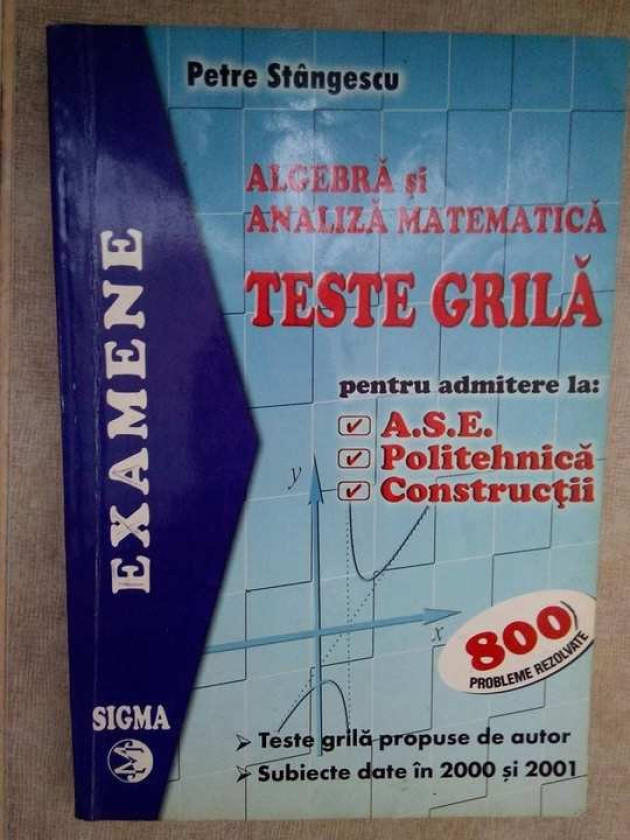 Petre Stângescu
ALGEBRĂ și
ANALIZĂ MATEMATICĂ
TESTE GRILĂ
pentru admitere la:
A.S.E.
Politehnică
Construcții
EXAMENE
y
x
800
PROBLEME REZOLVATE
SIGMA
M
Teste grilă propuse de autor
Subiecte date în 2000 și 2001